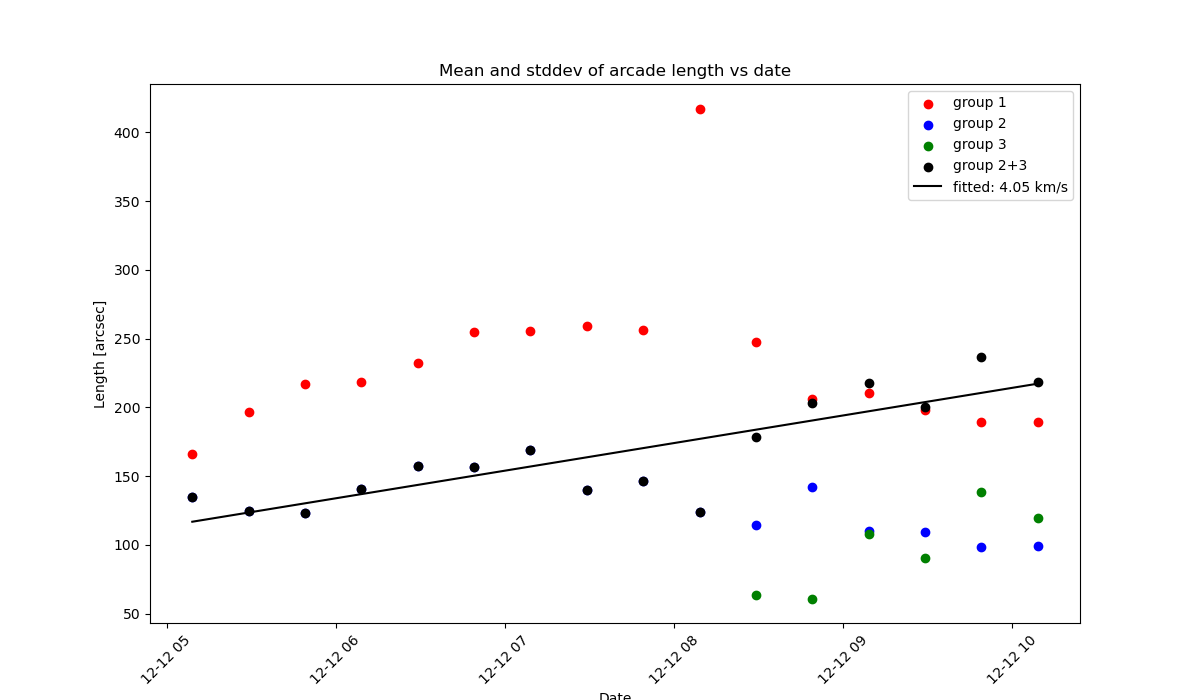 Mean and stddev of arcade length vs date
group 1
group 2
group 3
group 2+3
fitted: 4.05 km/s
400
350
300
250
200
150
100
50
Length [arcsec]
12-12 05
12-12 06
12-12 07
12-12 08
12-12 09
12-12 10
Date